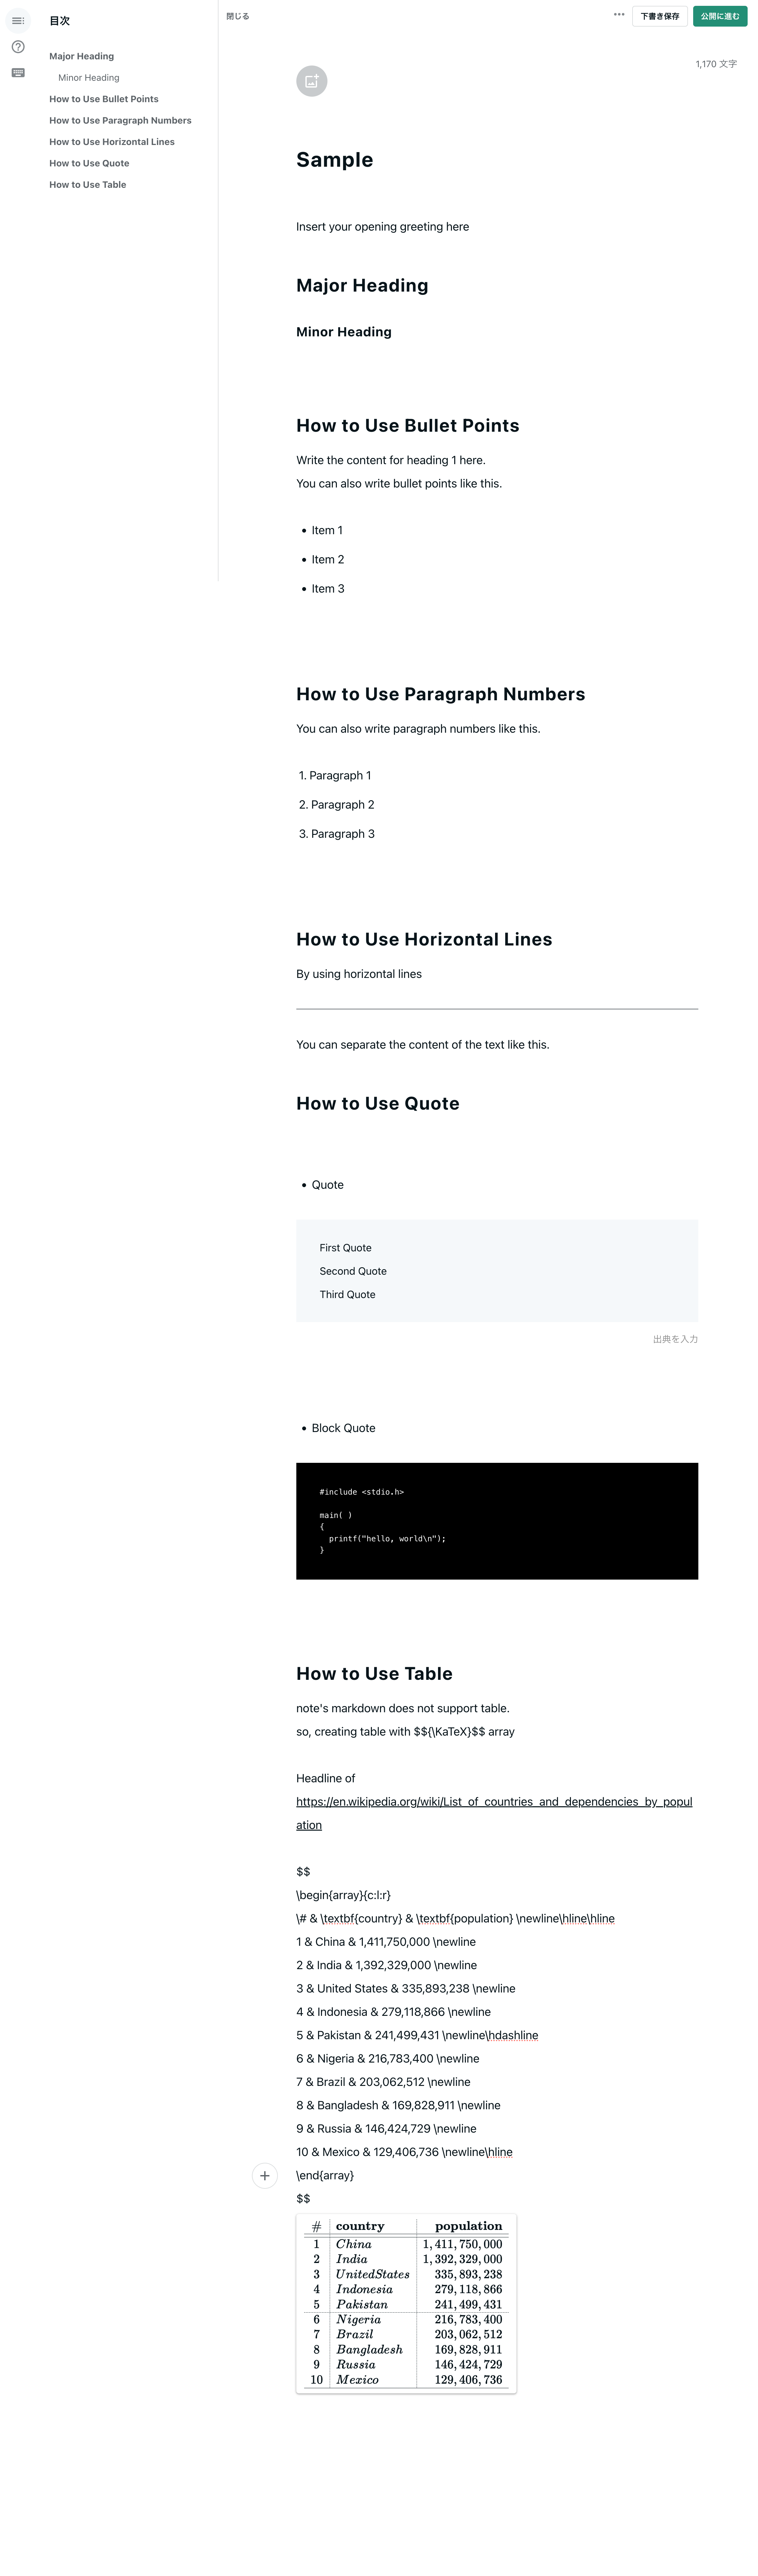 目次
Major Heading
Minor Heading
How to Use Bullet Points
How to Use Paragraph Numbers
How to Use Horizontal Lines
How to Use Quote
How to Use Table
閉じる
下書き保存
公開に進む
1,170 文字
Sample
Insert your opening greeting here
Major Heading
Minor Heading
How to Use Bullet Points
Write the content for heading 1 here.
You can also write bullet points like this.
• Item 1
• Item 2
• Item 3
How to Use Paragraph Numbers
You can also write paragraph numbers like this.
1. Paragraph 1
2. Paragraph 2
3. Paragraph 3
How to Use Horizontal Lines
By using horizontal lines
You can separate the content of the text like this.
How to Use Quote
• Quote
First Quote
Second Quote
Third Quote
出典を入力
• Block Quote
#include <stdio.h>
main( )
{
  printf("hello, world\n");
}
How to Use Table
note's markdown does not support table.
so, creating table with $${\KaTeX}$$ array
Headline of
https://en.wikipedia.org/wiki/List_of_countries_and_dependencies_by_popul
ation
$$
\begin{array}{c:l:r}
\# & \textbf{country} & \textbf{population} \newline\hline\hline
1 & China & 1,411,750,000 \newline
2 & India & 1,392,329,000 \newline
3 & United States & 335,893,238 \newline
4 & Indonesia & 279,118,866 \newline
5 & Pakistan & 241,499,431 \newline\hdashline
6 & Nigeria & 216,783,400 \newline
7 & Brazil & 203,062,512 \newline
8 & Bangladesh & 169,828,911 \newline
9 & Russia & 146,424,729 \newline
10 & Mexico & 129,406,736 \newline\hline
\end{array}
$$
# country population
1 China 1,411,750,000
2 India 1,392,329,000
3 UnitedStates 335,893,238
4 Indonesia 279,118,866
5 Pakistan 241,499,431
6 Nigeria 216,783,400
7 Brazil 203,062,512
8 Bangladesh 169,828,911
9 Russia 146,424,729
10 Mexico 129,406,736